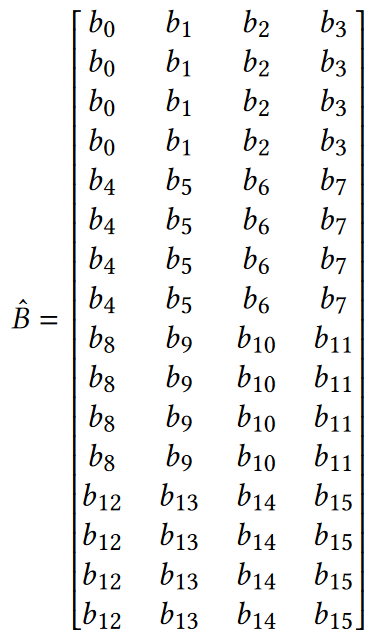 b₀ b₁ b₂ b₃
b₀ b₁ b₂ b₃
b₀ b₁ b₂ b₃
b₀ b₁ b₂ b₃
b₄ b₅ b₆ b₇
b₄ b₅ b₆ b₇
b₄ b₅ b₆ b₇
b₄ b₅ b₆ b₇
B̂ =
b₈ b₉ b₁₀ b₁₁
b₈ b₉ b₁₀ b₁₁
b₈ b₉ b₁₀ b₁₁
b₈ b₉ b₁₀ b₁₁
b₁₂ b₁₃ b₁₄ b₁₅
b₁₂ b₁₃ b₁₄ b₁₅
b₁₂ b₁₃ b₁₄ b₁₅
b₁₂ b₁₃ b₁₄ b₁₅